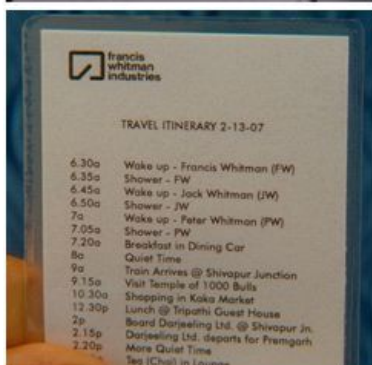 francis
whitman
industries
TRAVEL ITINERARY 2-13-07
6.30a Wake up - Francis Whitman (FW)
6.35a Shower - FW
6.45a Wake up - Jack Whitman (JW)
6.50a Shower - JW
7a Wake up - Peter Whitman (PW)
7.05a Shower - PW
7.20a Breakfast in Dining Car
8a Quiet Time
9a Train Arrives @ Shivapur Junction
9.15a Visit Temple of 1000 Bulls
10.30a Shopping in Kaka Market
12.30p Lunch @ Tripathi Guest House
2p Board Darjeeling Ltd. @ Shivapur Jn.
2.15p Darjeeling Ltd. departs for Premgarh
2.20p More Quiet Time
Tea (Chai) in Lounge